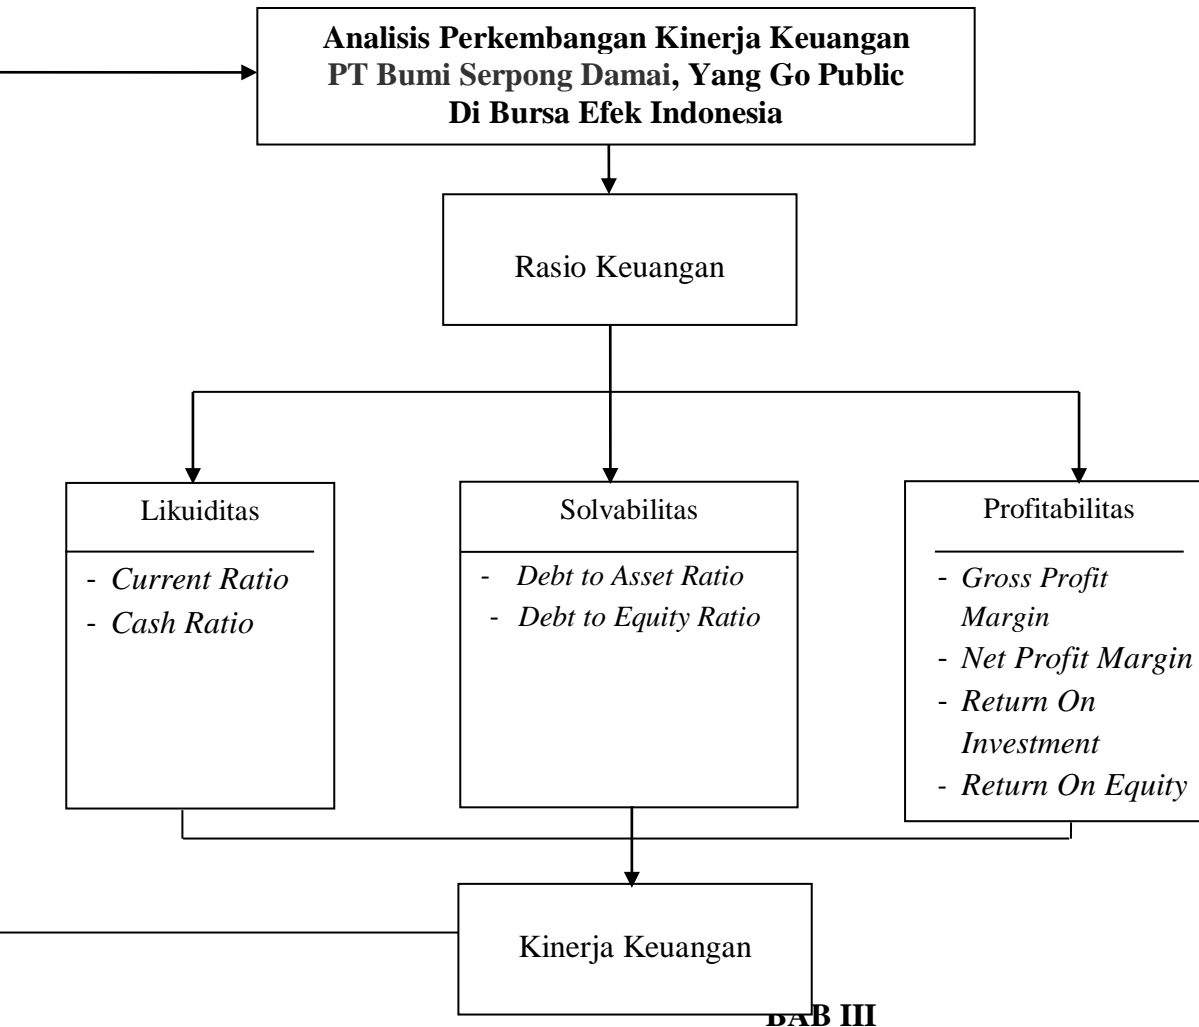 Analisis Perkembangan Kinerja Keuangan
PT Bumi Serpong Damai, Yang Go Public
Di Bursa Efek Indonesia
Rasio Keuangan
Likuiditas
- Current Ratio
- Cash Ratio
Solvabilitas
- Debt to Asset Ratio
- Debt to Equity Ratio
Profitabilitas
- Gross Profit
Margin
- Net Profit Margin
- Return On
Investment
- Return On Equity
Kinerja Keuangan
BAB III